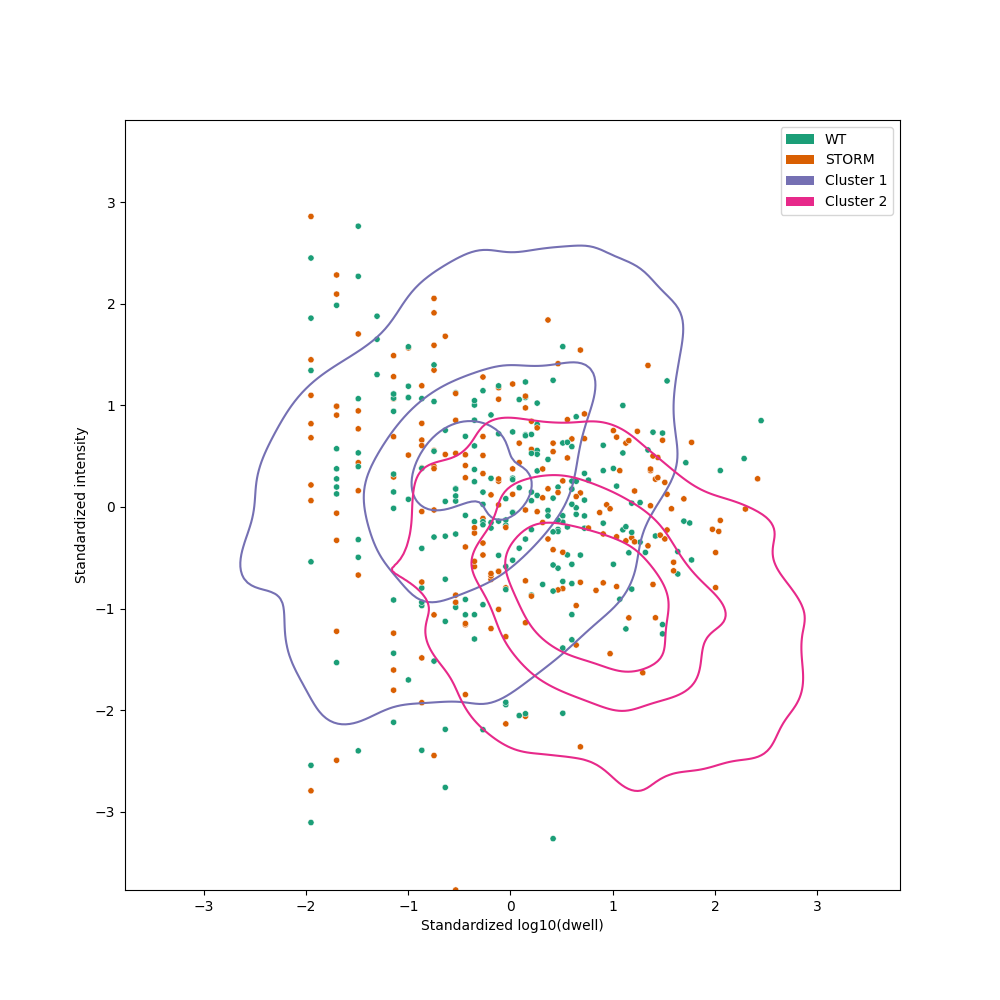 WT
STORM
Cluster 1
Cluster 2
3
2
1
0
−1
−2
−3
Standardized intensity
−3
−2
−1
0
1
2
3
Standardized log10(dwell)